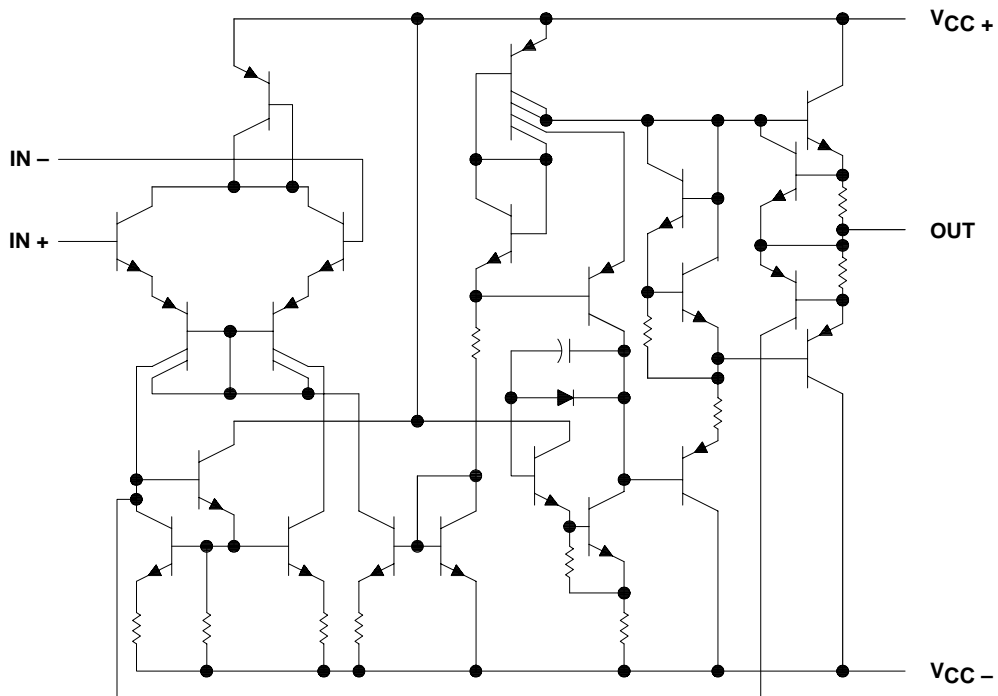 VCC +
IN –
IN +
OUT
VCC –